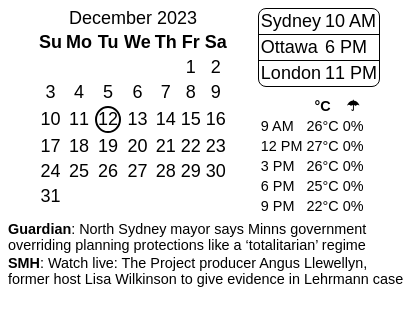 December 2023
Su Mo Tu We Th Fr Sa
1 2
3 4 5 6 7 8 9
10 11 12 13 14 15 16
17 18 19 20 21 22 23
24 25 26 27 28 29 30
31
Sydney 10 AM
Ottawa 6 PM
London 11 PM
°C ☂
9 AM 26°C 0%
12 PM 27°C 0%
3 PM 26°C 0%
6 PM 25°C 0%
9 PM 22°C 0%
Guardian: North Sydney mayor says Minns government
overriding planning protections like a ‘totalitarian’ regime
SMH: Watch live: The Project producer Angus Llewellyn,
former host Lisa Wilkinson to give evidence in Lehrmann case